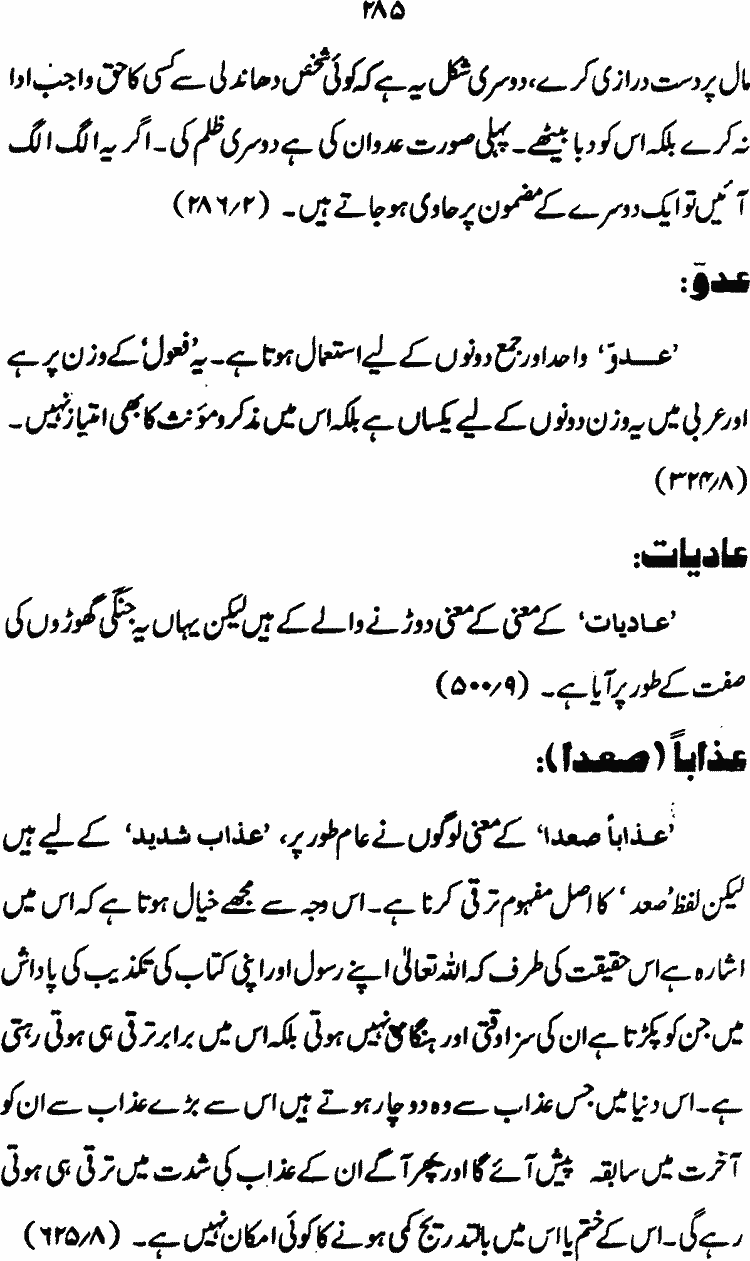 ۲۸۵
مال پر دست درازی کرے، دوسری شکل یہ ہے کہ کوئی شخص دھاندلی سے کسی کا حق واجب ادا
نہ کرے بلکہ اس کو دبا بیٹھے۔ پہلی صورت عدوان کی ہے دوسری ظلم کی۔ اگر یہ الگ الگ
آئیں تو ایک دوسرے کے مضمون پر حاوی ہو جاتے ہیں۔ (۲۸۶/۲)
عدوّ:
’عدوّ‘ واحد اور جمع دونوں کے لیے استعمال ہوتا ہے۔ یہ ’فعول‘ کے وزن پر ہے
اور عربی میں یہ وزن دونوں کے لیے یکساں ہے بلکہ اس میں مذکر و مؤنث کا بھی امتیاز نہیں۔
(۳۲۴/۸)
عادیات:
’عادیات‘ کے معنی کے معنی دوڑنے والے کے ہیں لیکن یہاں یہ جنگی گھوڑوں کی
صفت کے طور پر آیا ہے۔ (۵۰۰/۹)
عذاباً (صعدا):
’عذاباً صعدا‘ کے معنی لوگوں نے عام طور پر، ’عذاب شدید‘ کے لیے ہیں
لیکن لفظ ’صعد‘ کا اصل مفہوم ترقی کرنا ہے۔ اس وجہ سے مجھے خیال ہوتا ہے کہ اس میں
اشارہ ہے اس حقیقت کی طرف کہ اللہ تعالیٰ اپنے رسول اور اپنی کتاب کی تکذیب کی پاداش
میں جن کو پکڑتا ہے ان کی سزا وقتی اور ہنگامی نہیں ہوتی بلکہ اس میں برابر ترقی ہی ہوتی رہتی
ہے۔ اس دنیا میں جس عذاب سے وہ دوچار ہوتے ہیں اس سے بڑے عذاب سے ان کو
آخرت میں سابقہ پیش آئے گا اور پھر آگے ان کے عذاب کی شدت میں ترقی ہی ہوتی
رہے گی۔ اس کے ختم یا اس میں بالتدریج کمی ہونے کا کوئی امکان نہیں ہے۔ (۶۲۵/۸)